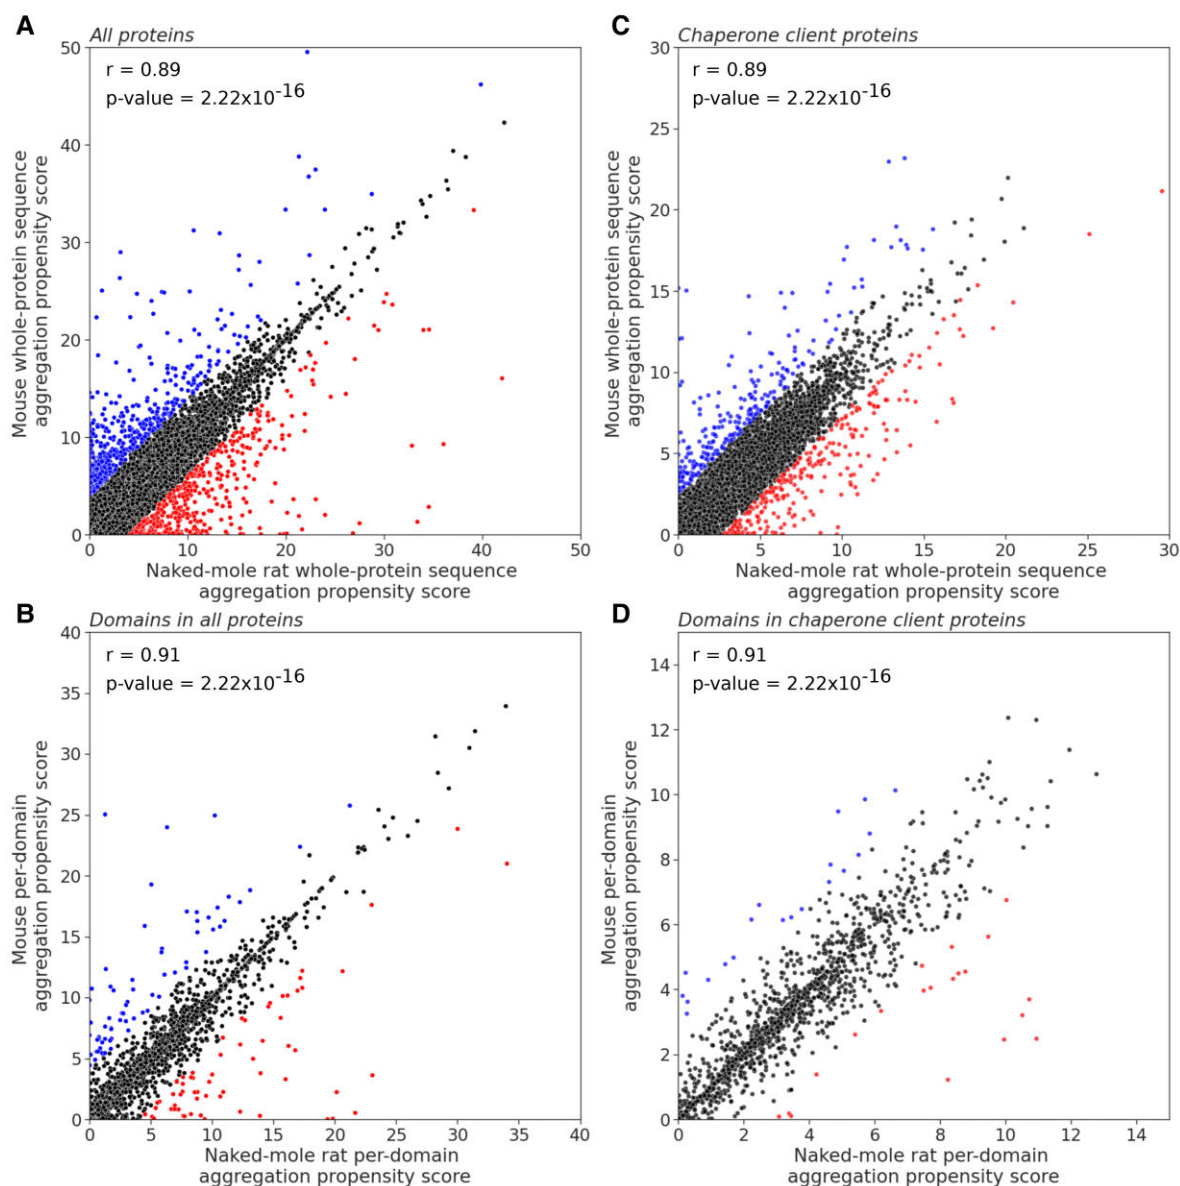 A
All proteins
r = 0.89
p-value = 2.22x10-16
50
40
30
20
10
0
0 10 20 30 40 50
Mouse whole-protein sequence
aggregation propensity score
Naked-mole rat whole-protein sequence
aggregation propensity score
C
Chaperone client proteins
r = 0.89
p-value = 2.22x10-16
30
25
20
15
10
5
0
0 5 10 15 20 25 30
Mouse whole-protein sequence
aggregation propensity score
Naked-mole rat whole-protein sequence
aggregation propensity score
B
Domains in all proteins
r = 0.91
p-value = 2.22x10-16
40
35
30
25
20
15
10
5
0
0 5 10 15 20 25 30 35 40
Mouse per-domain
aggregation propensity score
Naked-mole rat per-domain
aggregation propensity score
D
Domains in chaperone client proteins
r = 0.91
p-value = 2.22x10-16
14
12
10
8
6
4
2
0
0 2 4 6 8 10 12 14
Mouse per-domain
aggregation propensity score
Naked-mole rat per-domain
aggregation propensity score